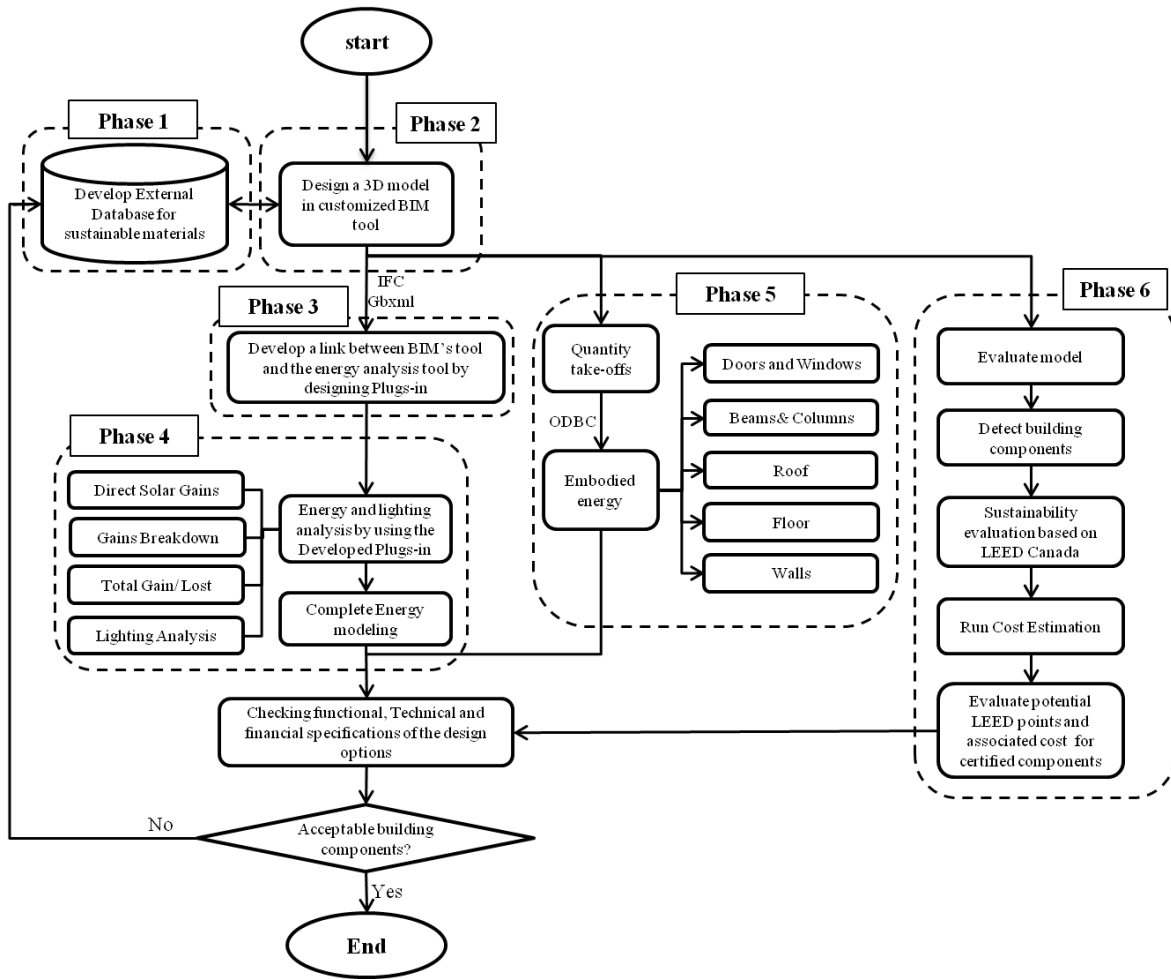 start
Phase 1
Develop External
Database for
sustainable materials
Phase 2
Design a 3D model
in customized BIM
tool
IFC
Gbxml
Phase 3
Develop a link between BIM's tool
and the energy analysis tool by
designing Plugs-in
Phase 4
Direct Solar Gains
Gains Breakdown
Total Gain/ Lost
Lighting Analysis
Energy and lighting
analysis by using the
Developed Plugs-in
Complete Energy
modeling
Phase 5
Quantity
take-offs
ODBC
Embodied
energy
Doors and Windows
Beams& Columns
Roof
Floor
Walls
Phase 6
Evaluate model
Detect building
components
Sustainability
evaluation based on
LEED Canada
Run Cost Estimation
Evaluate potential
LEED points and
associated cost for
certified components
Checking functional, Technical and
financial specifications of the design
options
Acceptable building
components?
No
Yes
End